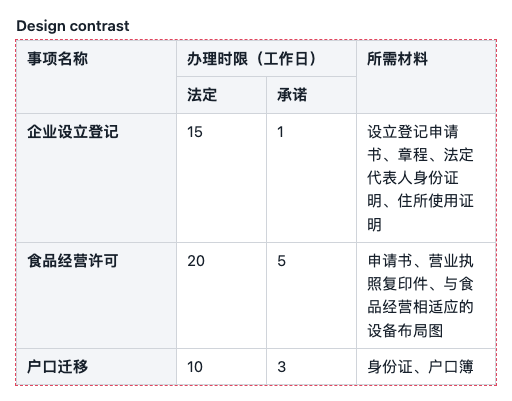 Design contrast
事项名称
办理时限（工作日）
所需材料
法定
承诺
企业设立登记
15
1
设立登记申请
书、章程、法定
代表人身份证
明、住所使用证
明
食品经营许可
20
5
申请书、营业执
照复印件、与食
品经营相适应的
设备布局图
户口迁移
10
3
身份证、户口簿